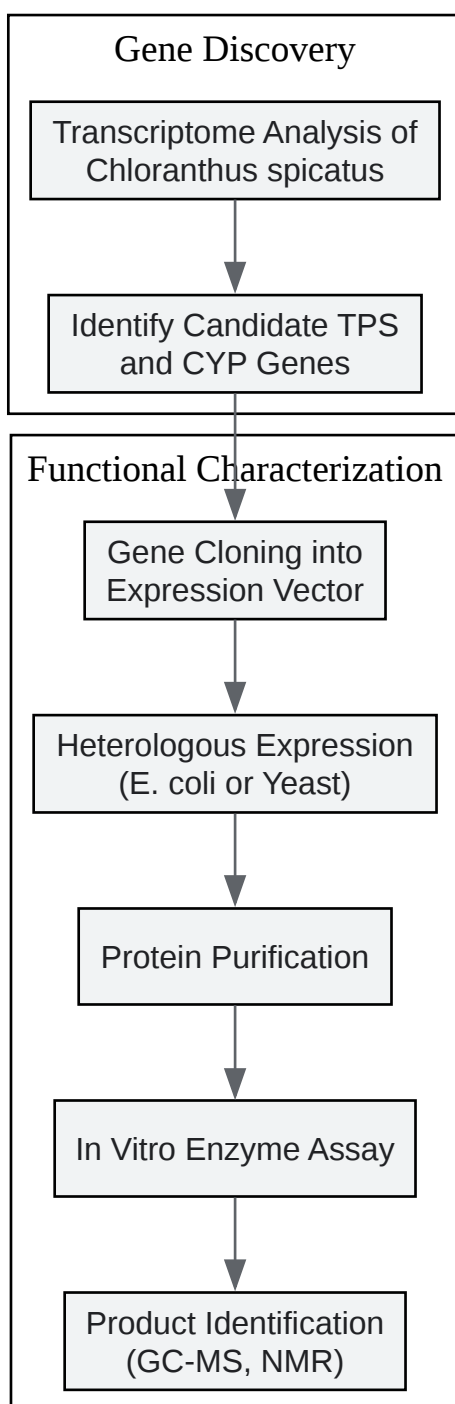 Gene Discovery
Transcriptome Analysis of
Chloranthus spicatus
Identify Candidate TPS
and CYP Genes
Functional Characterization
Gene Cloning into
Expression Vector
Heterologous Expression
(E. coli or Yeast)
Protein Purification
In Vitro Enzyme Assay
Product Identification
(GC-MS, NMR)